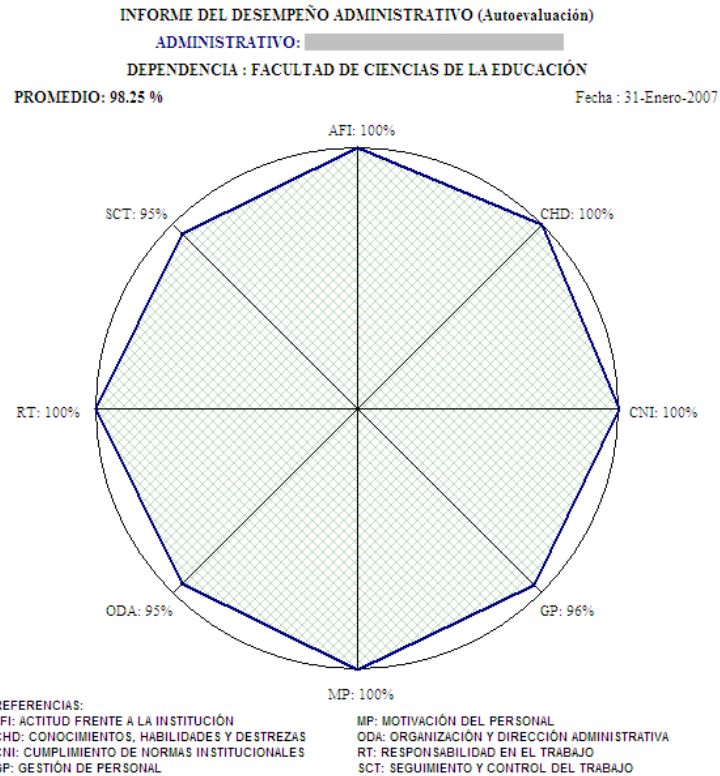 INFORME DEL DESEMPEÑO ADMINISTRATIVO (Autoevaluación)
ADMINISTRATIVO:
DEPENDENCIA : FACULTAD DE CIENCIAS DE LA EDUCACIÓN
PROMEDIO: 98.25 % Fecha : 31-Enero-2007
AFI: 100%
SCT: 95% CHD: 100%
RT: 100% CNI: 100%
ODA: 95% GP: 96%
MP: 100%
REFERENCIAS:
AFI: ACTITUD FRENTE A LA INSTITUCIÓN MP: MOTIVACIÓN DEL PERSONAL
CHD: CONOCIMIENTOS, HABILIDADES Y DESTREZAS ODA: ORGANIZACIÓN Y DIRECCIÓN ADMINISTRATIVA
CNI: CUMPLIMIENTO DE NORMAS INSTITUCIONALES RT: RESPONSABILIDAD EN EL TRABAJO
GP: GESTIÓN DE PERSONAL SCT: SEGUIMIENTO Y CONTROL DEL TRABAJO